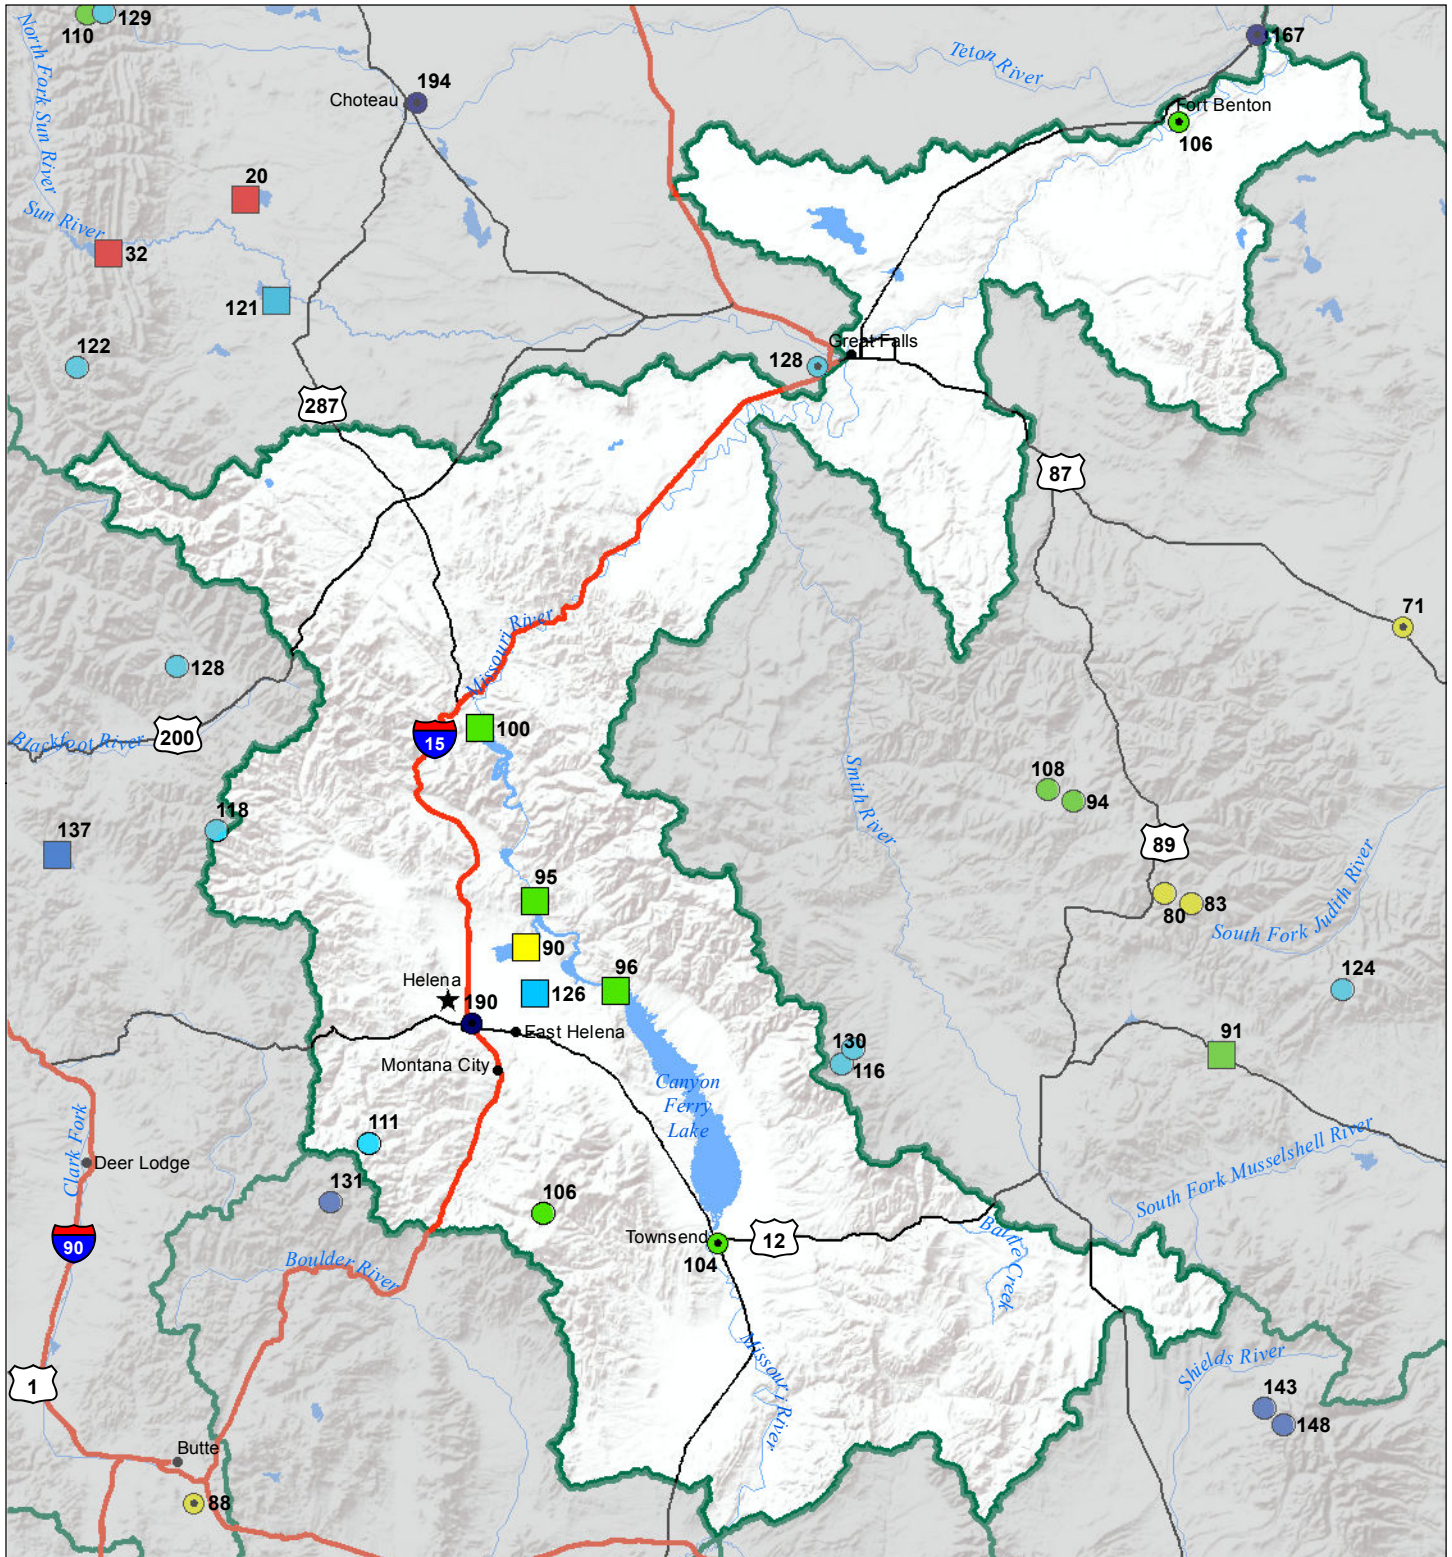 129
110
North Fork Sun River
Teton River
167
194
Choteau
Fort Benton
106
20
Sun River
32
121
122
128
Great Falls
287
87
71
Missouri River
128
200
Blackfoot River
15
100
Smith River
108
94
118
137
89
95
80
83
South Fork Judith River
90
96
124
Helena
126
190
East Helena
130
91
116
Montana City
Canyon
Ferry
Lake
111
Clark Fork
Deer Lodge
South Fork Musselshell River
131
106
90
Boulder River
Townsend
12
104
Creek
Missouri River
Shields River
1
143
148
Butte
88